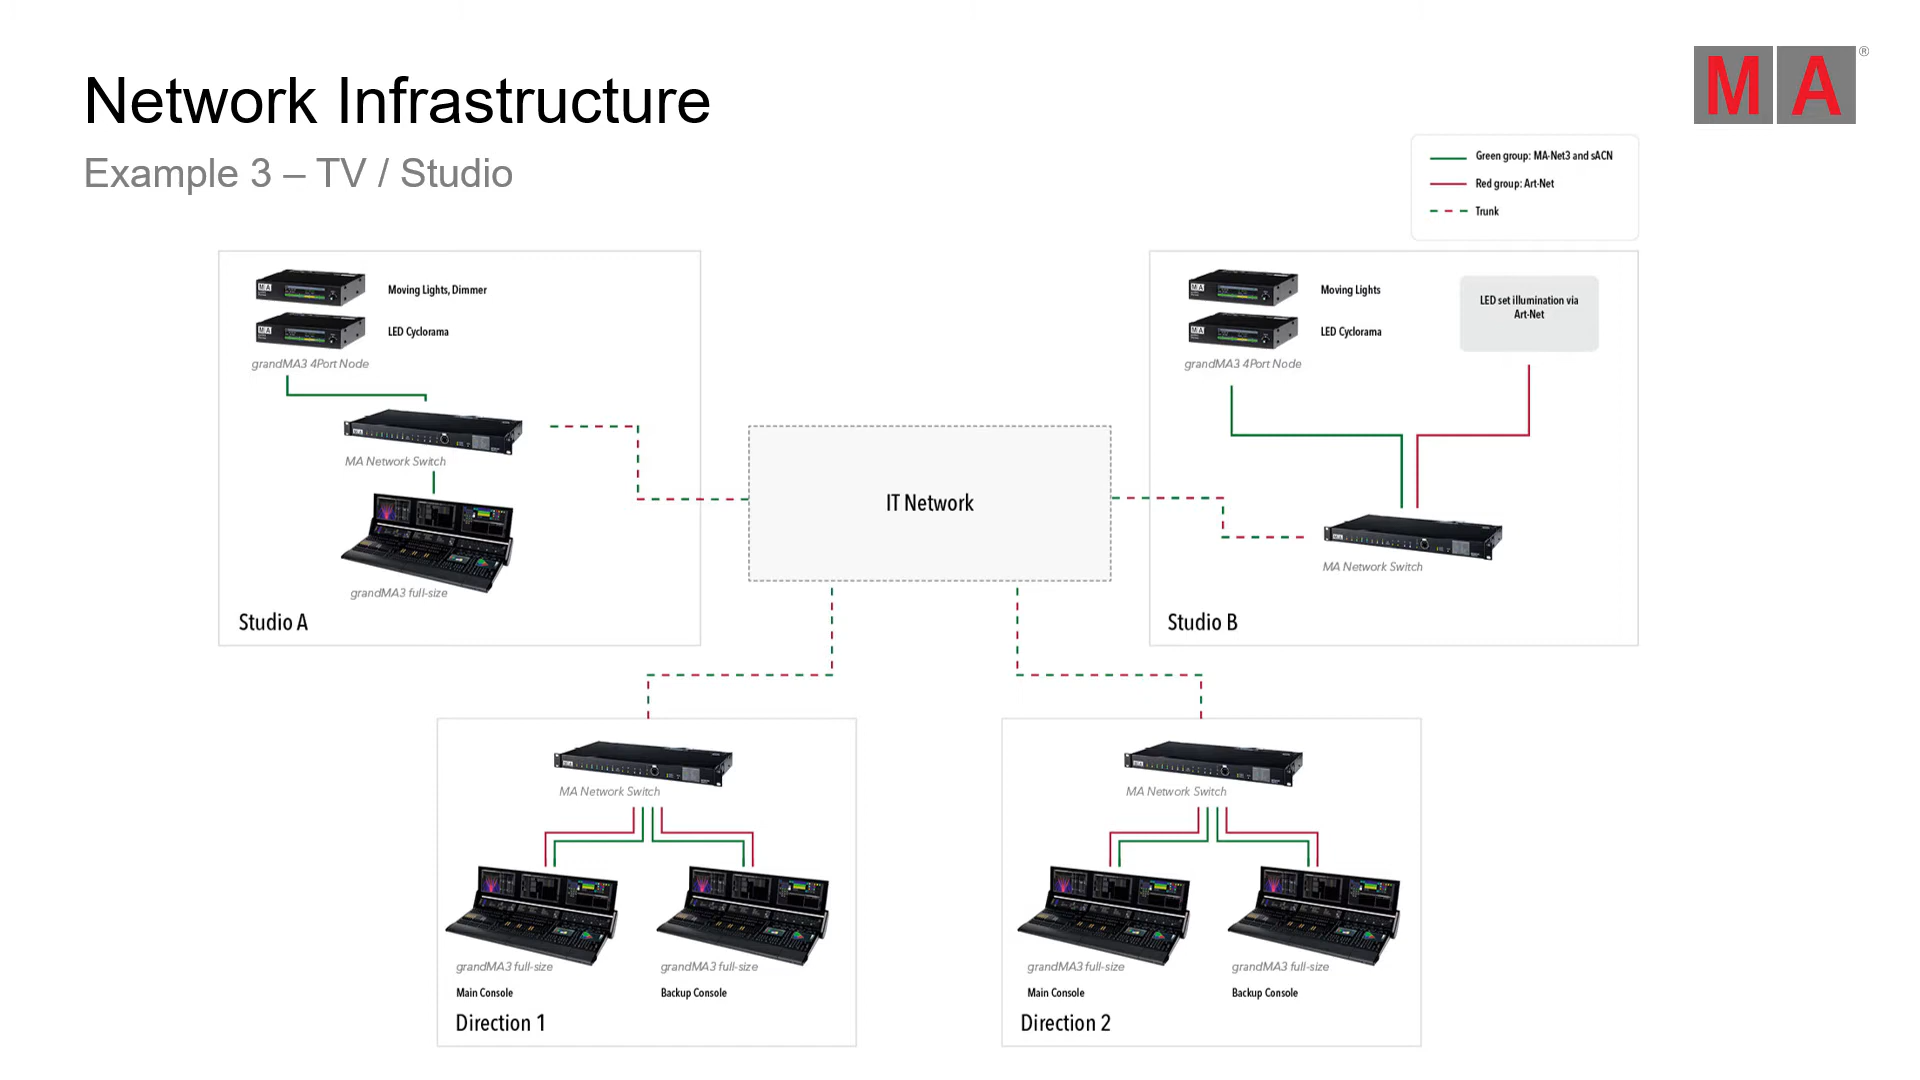 Network Infrastructure
Example 3 – TV / Studio
MA®
Green group: MA-Net3 and sACN
Red group: Art-Net
Trunk
Moving Lights, Dimmer
LED Cyclorama
grandMA3 4Port Node
MA Network Switch
grandMA3 full-size
Studio A
IT Network
Moving Lights
LED Cyclorama
grandMA3 4Port Node
LED set illumination via
Art-Net
MA Network Switch
Studio B
MA Network Switch
grandMA3 full-size
Main Console
grandMA3 full-size
Backup Console
Direction 1
MA Network Switch
grandMA3 full-size
Main Console
grandMA3 full-size
Backup Console
Direction 2